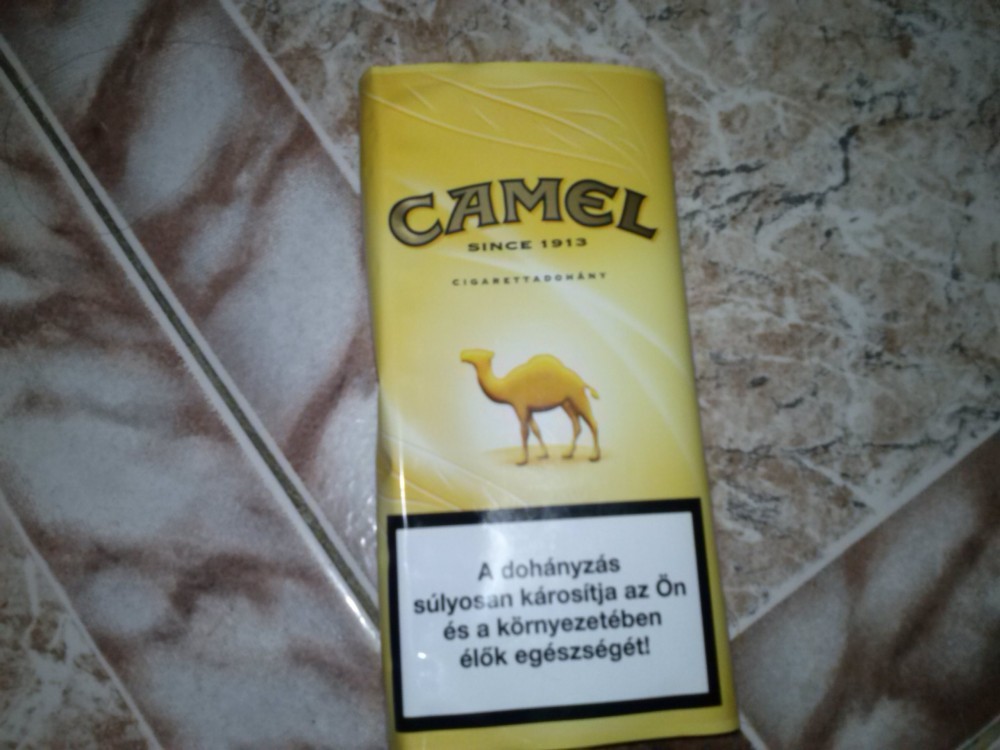 CAMEL
SINCE 1913
CIGARETTADOHÁNY
A dohányzás
súlyosan károsítja az Ön
és a környezetében
élők egészségét!